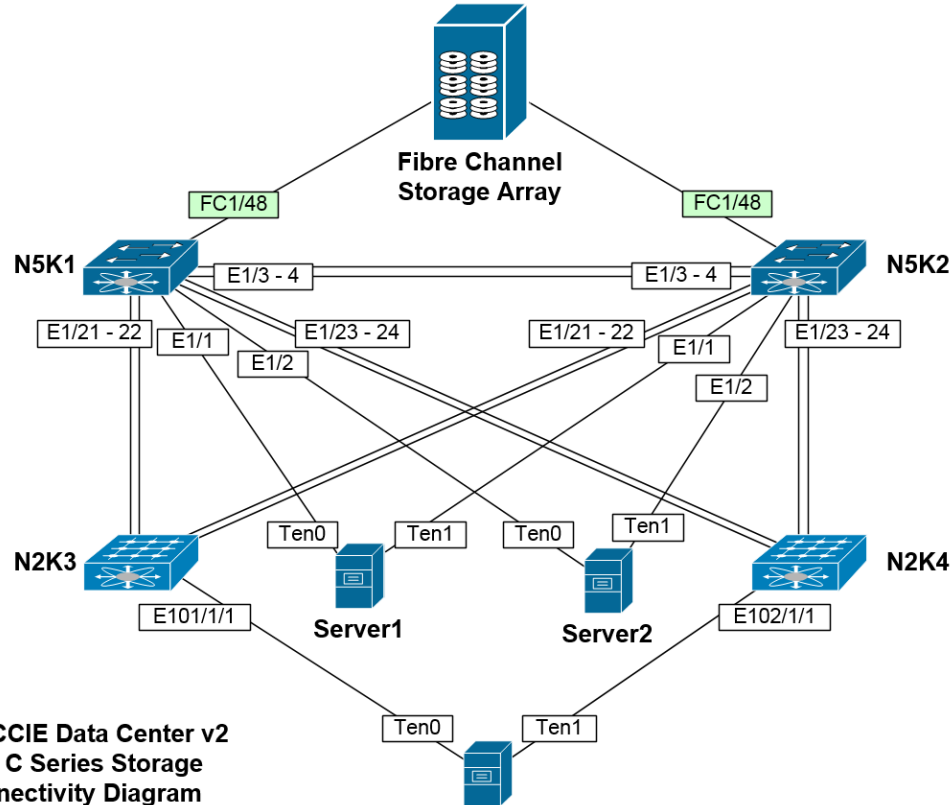 Fibre Channel
Storage Array
FC1/48
FC1/48
N5K1
E1/3 - 4
E1/3 - 4
N5K2
E1/21 - 22
E1/1
E1/23 - 24
E1/2
E1/21 - 22
E1/1
E1/23 - 24
E1/2
Ten0
Ten1
Ten0
Ten1
N2K3
N2K4
E101/1/1
Server1
Server2
E102/1/1
Ten0
Ten1
CCIE Data Center v2
C Series Storage
nectivity Diagram